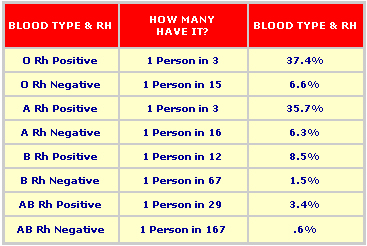 BLOOD TYPE & RH HOW MANY HAVE IT? BLOOD TYPE & RH
O Rh Positive 1 Person in 3 37.4%
O Rh Negative 1 Person in 15 6.6%
A Rh Positive 1 Person in 3 35.7%
A Rh Negative 1 Person in 16 6.3%
B Rh Positive 1 Person in 12 8.5%
B Rh Negative 1 Person in 67 1.5%
AB Rh Positive 1 Person in 29 3.4%
AB Rh Negative 1 Person in 167 .6%